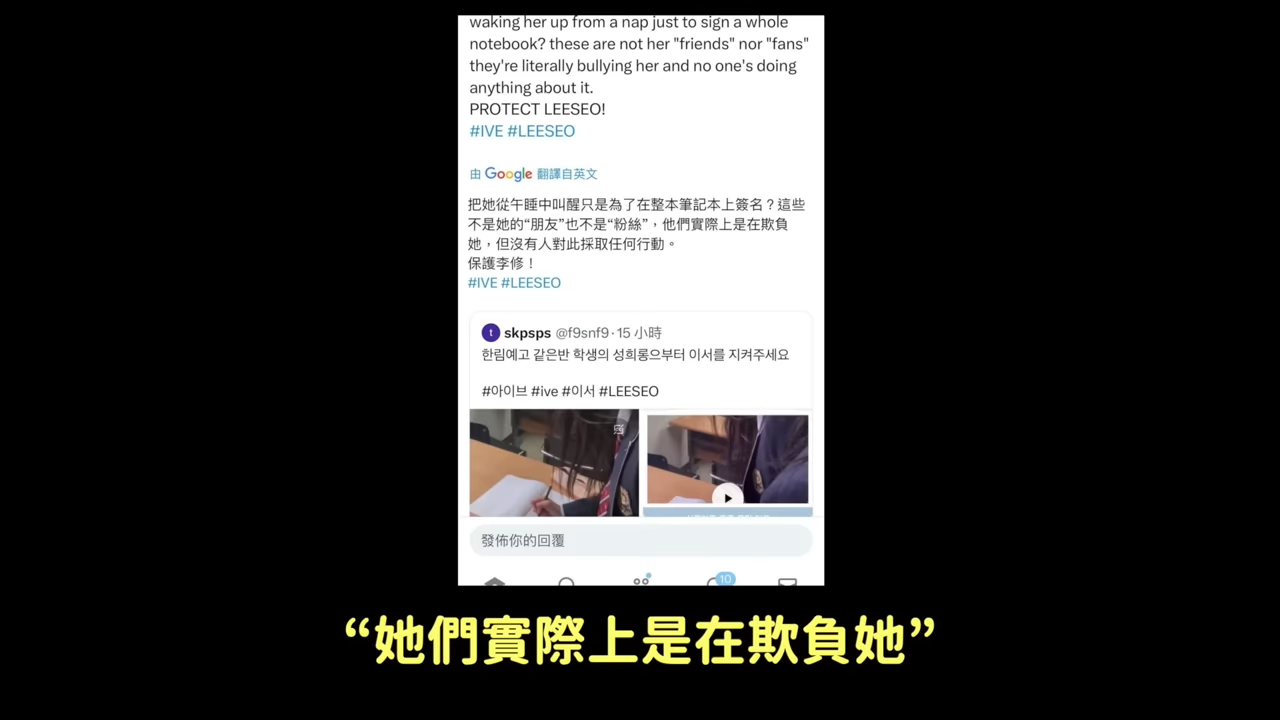 waking her up from a nap just to sign a whole
notebook? these are not her "friends" nor "fans"
they're literally bullying her and no one's doing
anything about it.
PROTECT LEESEO!
#IVE #LEESEO
由 Google 翻譯自英文
把她從午睡中叫醒只是為了在整本筆記本上簽名？這些
不是她的“朋友”也不是“粉絲”，他們實際上是在欺負
她，但沒有人對此採取任何行動。
保護李修！
#IVE #LEESEO
t skpsps @f9snf9·15 小時
한림예고 같은반 학생의 성희롱으부터 이서를 지켜주세요
#아이브 #ive #이서 #LEESEO
發佈你的回覆
10
“她們實際上是在欺負她”